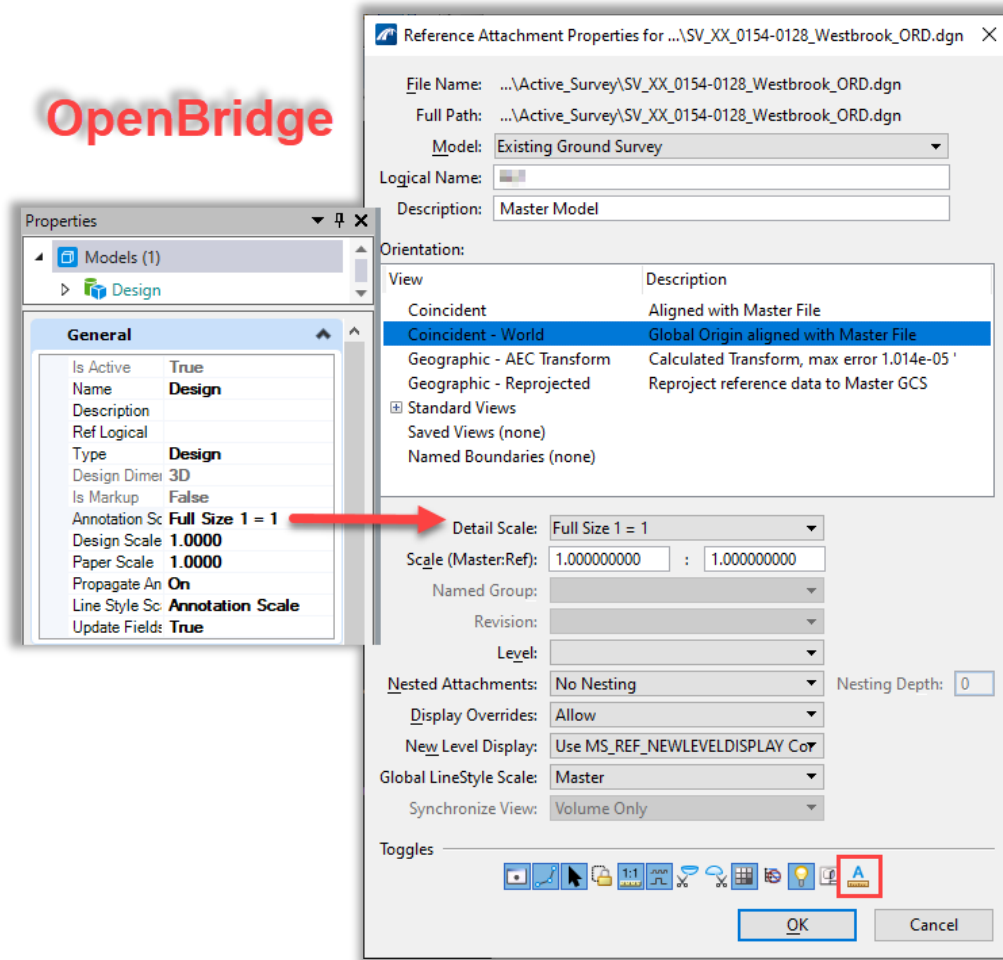 OpenBridge
Properties
Models (1)
Design
General
Is Active True
Name Design
Description
Ref Logical
Type Design
Design Dimer 3D
Is Markup False
Annotation Sc Full Size 1 = 1
Design Scale 1.0000
Paper Scale 1.0000
Propagate An On
Line Style Sc: Annotation Scale
Update Fields True
Reference Attachment Properties for ...\SV_XX_0154-0128_Westbrook_ORD.dgn
File Name: ...\Active_Survey\SV_XX_0154-0128_Westbrook_ORD.dgn
Full Path: ...\Active_Survey\SV_XX_0154-0128_Westbrook_ORD.dgn
Model: Existing Ground Survey
Logical Name:
Description: Master Model
Orientation:
View Description
Coincident Aligned with Master File
Coincident - World Global Origin aligned with Master File
Geographic - AEC Transform Calculated Transform, max error 1.014e-05 '
Geographic - Reprojected Reproject reference data to Master GCS
Standard Views
Saved Views (none)
Named Boundaries (none)
Detail Scale: Full Size 1 = 1
Scale (Master:Ref): 1.000000000 : 1.000000000
Named Group:
Revision:
Level:
Nested Attachments: No Nesting Nesting Depth: 0
Display Overrides: Allow
New Level Display: Use MS_REF_NEWLEVELDISPLAY Co
Global LineStyle Scale: Master
Synchronize View: Volume Only
Toggles
1:1 A
OK Cancel